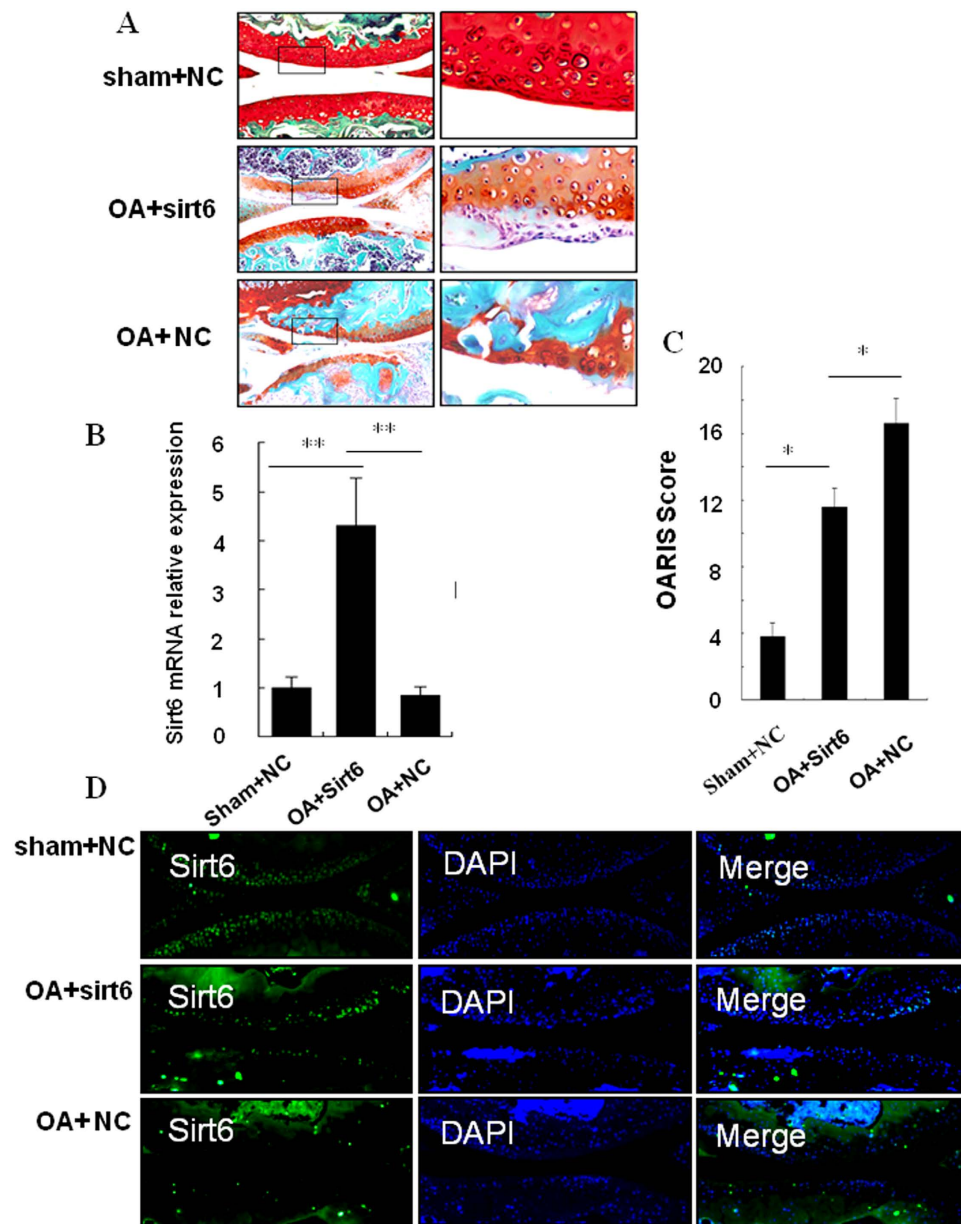 A
sham+NC
OA+sirt6
OA+NC
B
Sirt6 mRNA relative expression
6
5
4
3
2
1
0
**
**
Sham+NC
OA+Sirt6
OA+NC
C
OARIS Score
20
16
12
8
4
0
*
*
Sham+NC
OA+Sirt6
OA+NC
D
sham+NC
Sirt6
DAPI
Merge
OA+sirt6
Sirt6
DAPI
Merge
OA+NC
Sirt6
DAPI
Merge